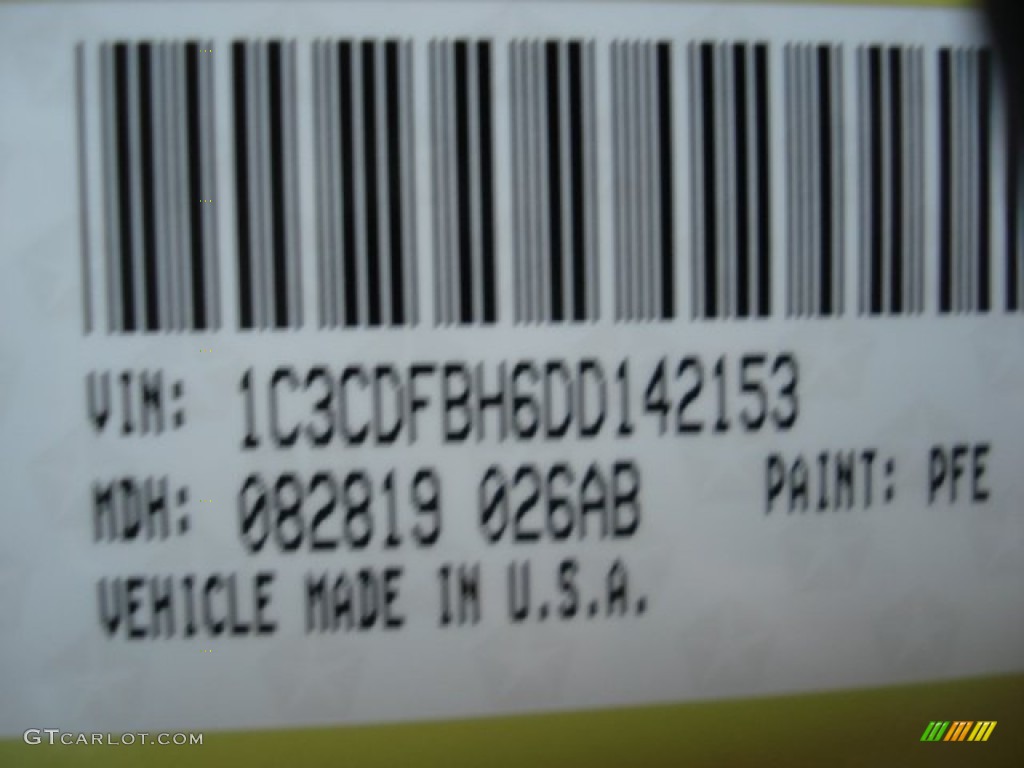 VIN: 1C3CDFBH6DD142153
MDH: 082819 026AB PAINT: PFE
VEHICLE MADE IN U.S.A.
GTCARLOT.COM